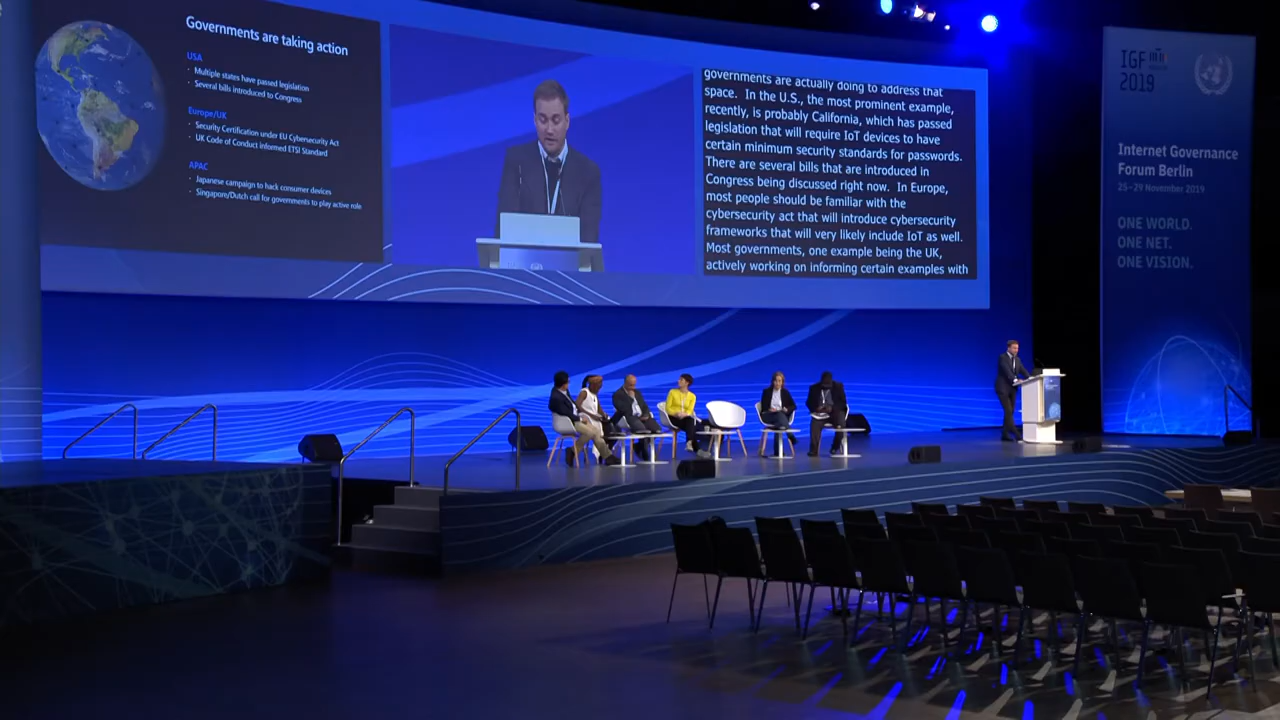 Governments are taking action
USA
· Multiple states have passed legislation
· Several bills introduced to Congress
Europe/UK
· Security Certification under EU Cybersecurity Act
· UK Code of Conduct informed ETSI Standard
APAC
· Japanese campaign to hack consumer devices
· Singapore/Dutch call for governments to play active role
governments are actually doing to address that
space. In the U.S., the most prominent example,
recently, is probably California, which has passed
legislation that will require IoT devices to have
certain minimum security standards for passwords.
There are several bills that are introduced in
Congress being discussed right now. In Europe,
most people should be familiar with the
cybersecurity act that will introduce cybersecurity
frameworks that will very likely include IoT as well.
Most governments, one example being the UK,
actively working on informing certain examples with
IGF
2019
Internet Governance
Forum Berlin
25–29 November 2019
ONE WORLD.
ONE NET.
ONE VISION.